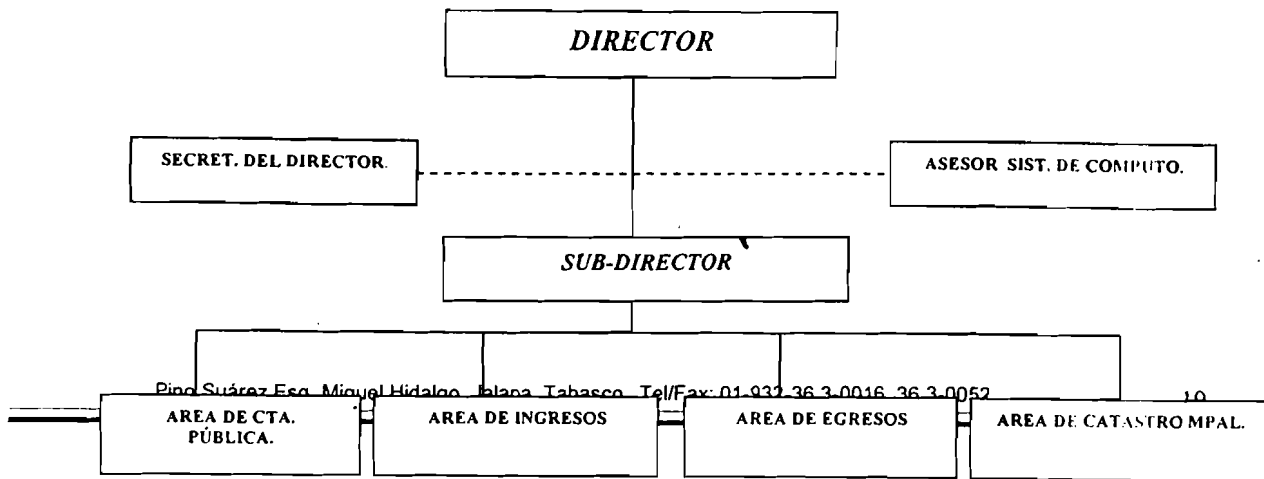 DIRECTOR
SECRET. DEL DIRECTOR.
ASESOR SIST. DE COMPUTO.
SUB-DIRECTOR
Pino Suárez Esq. Miguel Hidalgo, Jalapa, Tabasco. Tel/Fax: 01-932-36 3-0016, 36 3-0052
10
AREA DE CTA.
PÚBLICA.
AREA DE INGRESOS
AREA DE EGRESOS
AREA DE CATASTRO MPAL.